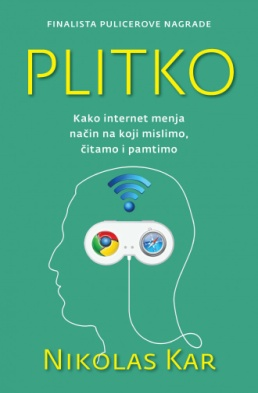 FINALISTA PULICEROVE NAGRADE
PLITKO
Kako internet menja
način na koji mislimo,
čitamo i pamtimo
NIKOLAS KAR